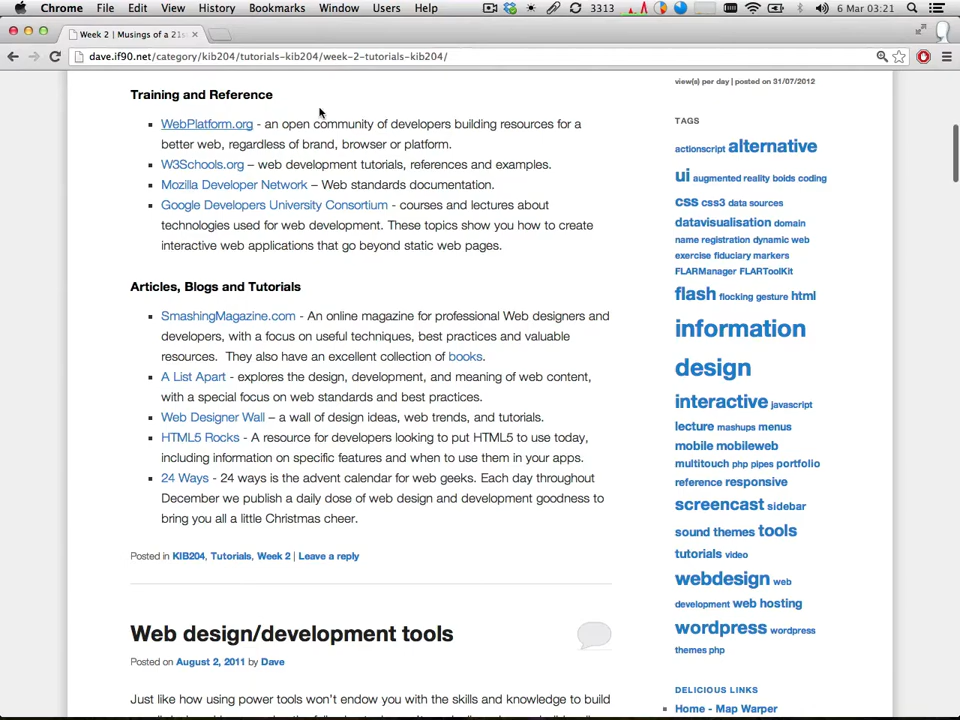 Chrome File Edit View History Bookmarks Window Users Help 3313 6 Mar 03:21
Week 2 | Musings of a 21s
dave.if90.net/category/kib204/tutorials-kib204/week-2-tutorials-kib204/
Training and Reference
WebPlatform.org - an open community of developers building resources for a
better web, regardless of brand, browser or platform.
W3Schools.org – web development tutorials, references and examples.
Mozilla Developer Network – Web standards documentation.
Google Developers University Consortium - courses and lectures about
technologies used for web development. These topics show you how to create
interactive web applications that go beyond static web pages.
Articles, Blogs and Tutorials
SmashingMagazine.com - An online magazine for professional Web designers and
developers, with a focus on useful techniques, best practices and valuable
resources. They also have an excellent collection of books.
A List Apart - explores the design, development, and meaning of web content,
with a special focus on web standards and best practices.
Web Designer Wall – a wall of design ideas, web trends, and tutorials.
HTML5 Rocks - A resource for developers looking to put HTML5 to use today,
including information on specific features and when to use them in your apps.
24 Ways - 24 ways is the advent calendar for web geeks. Each day throughout
December we publish a daily dose of web design and development goodness to
bring you all a little Christmas cheer.
Posted in KIB204, Tutorials, Week 2 | Leave a reply
Web design/development tools
Posted on August 2, 2011 by Dave
Just like how using power tools won't endow you with the skills and knowledge to build
view(s) per day | posted on 31/07/2012
TAGS
actionscript alternative
ui augmented reality boids coding
css css3 data sources
datavisualisation domain
name registration dynamic web
exercise fiduciary markers
FLARManager FLARToolKit
flash flocking gesture html
information
design
interactive javascript
lecture mashups menus
mobile mobileweb
multitouch php pipes portfolio
reference responsive
screencast sidebar
sound themes tools
tutorials video
webdesign web
development web hosting
wordpress wordpress
themes php
DELICIOUS LINKS
Home - Map Warper